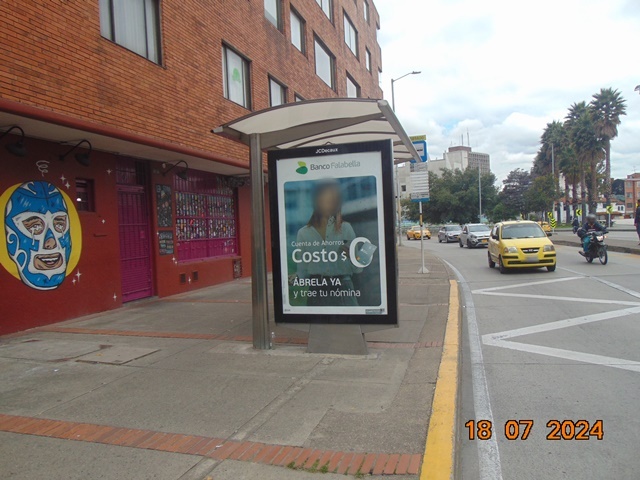 JCDecaux
Banco Falabella
Cuenta de Ahorros
Costo $0
ÁBRELA YA
y trae tu nómina
18 07 2024